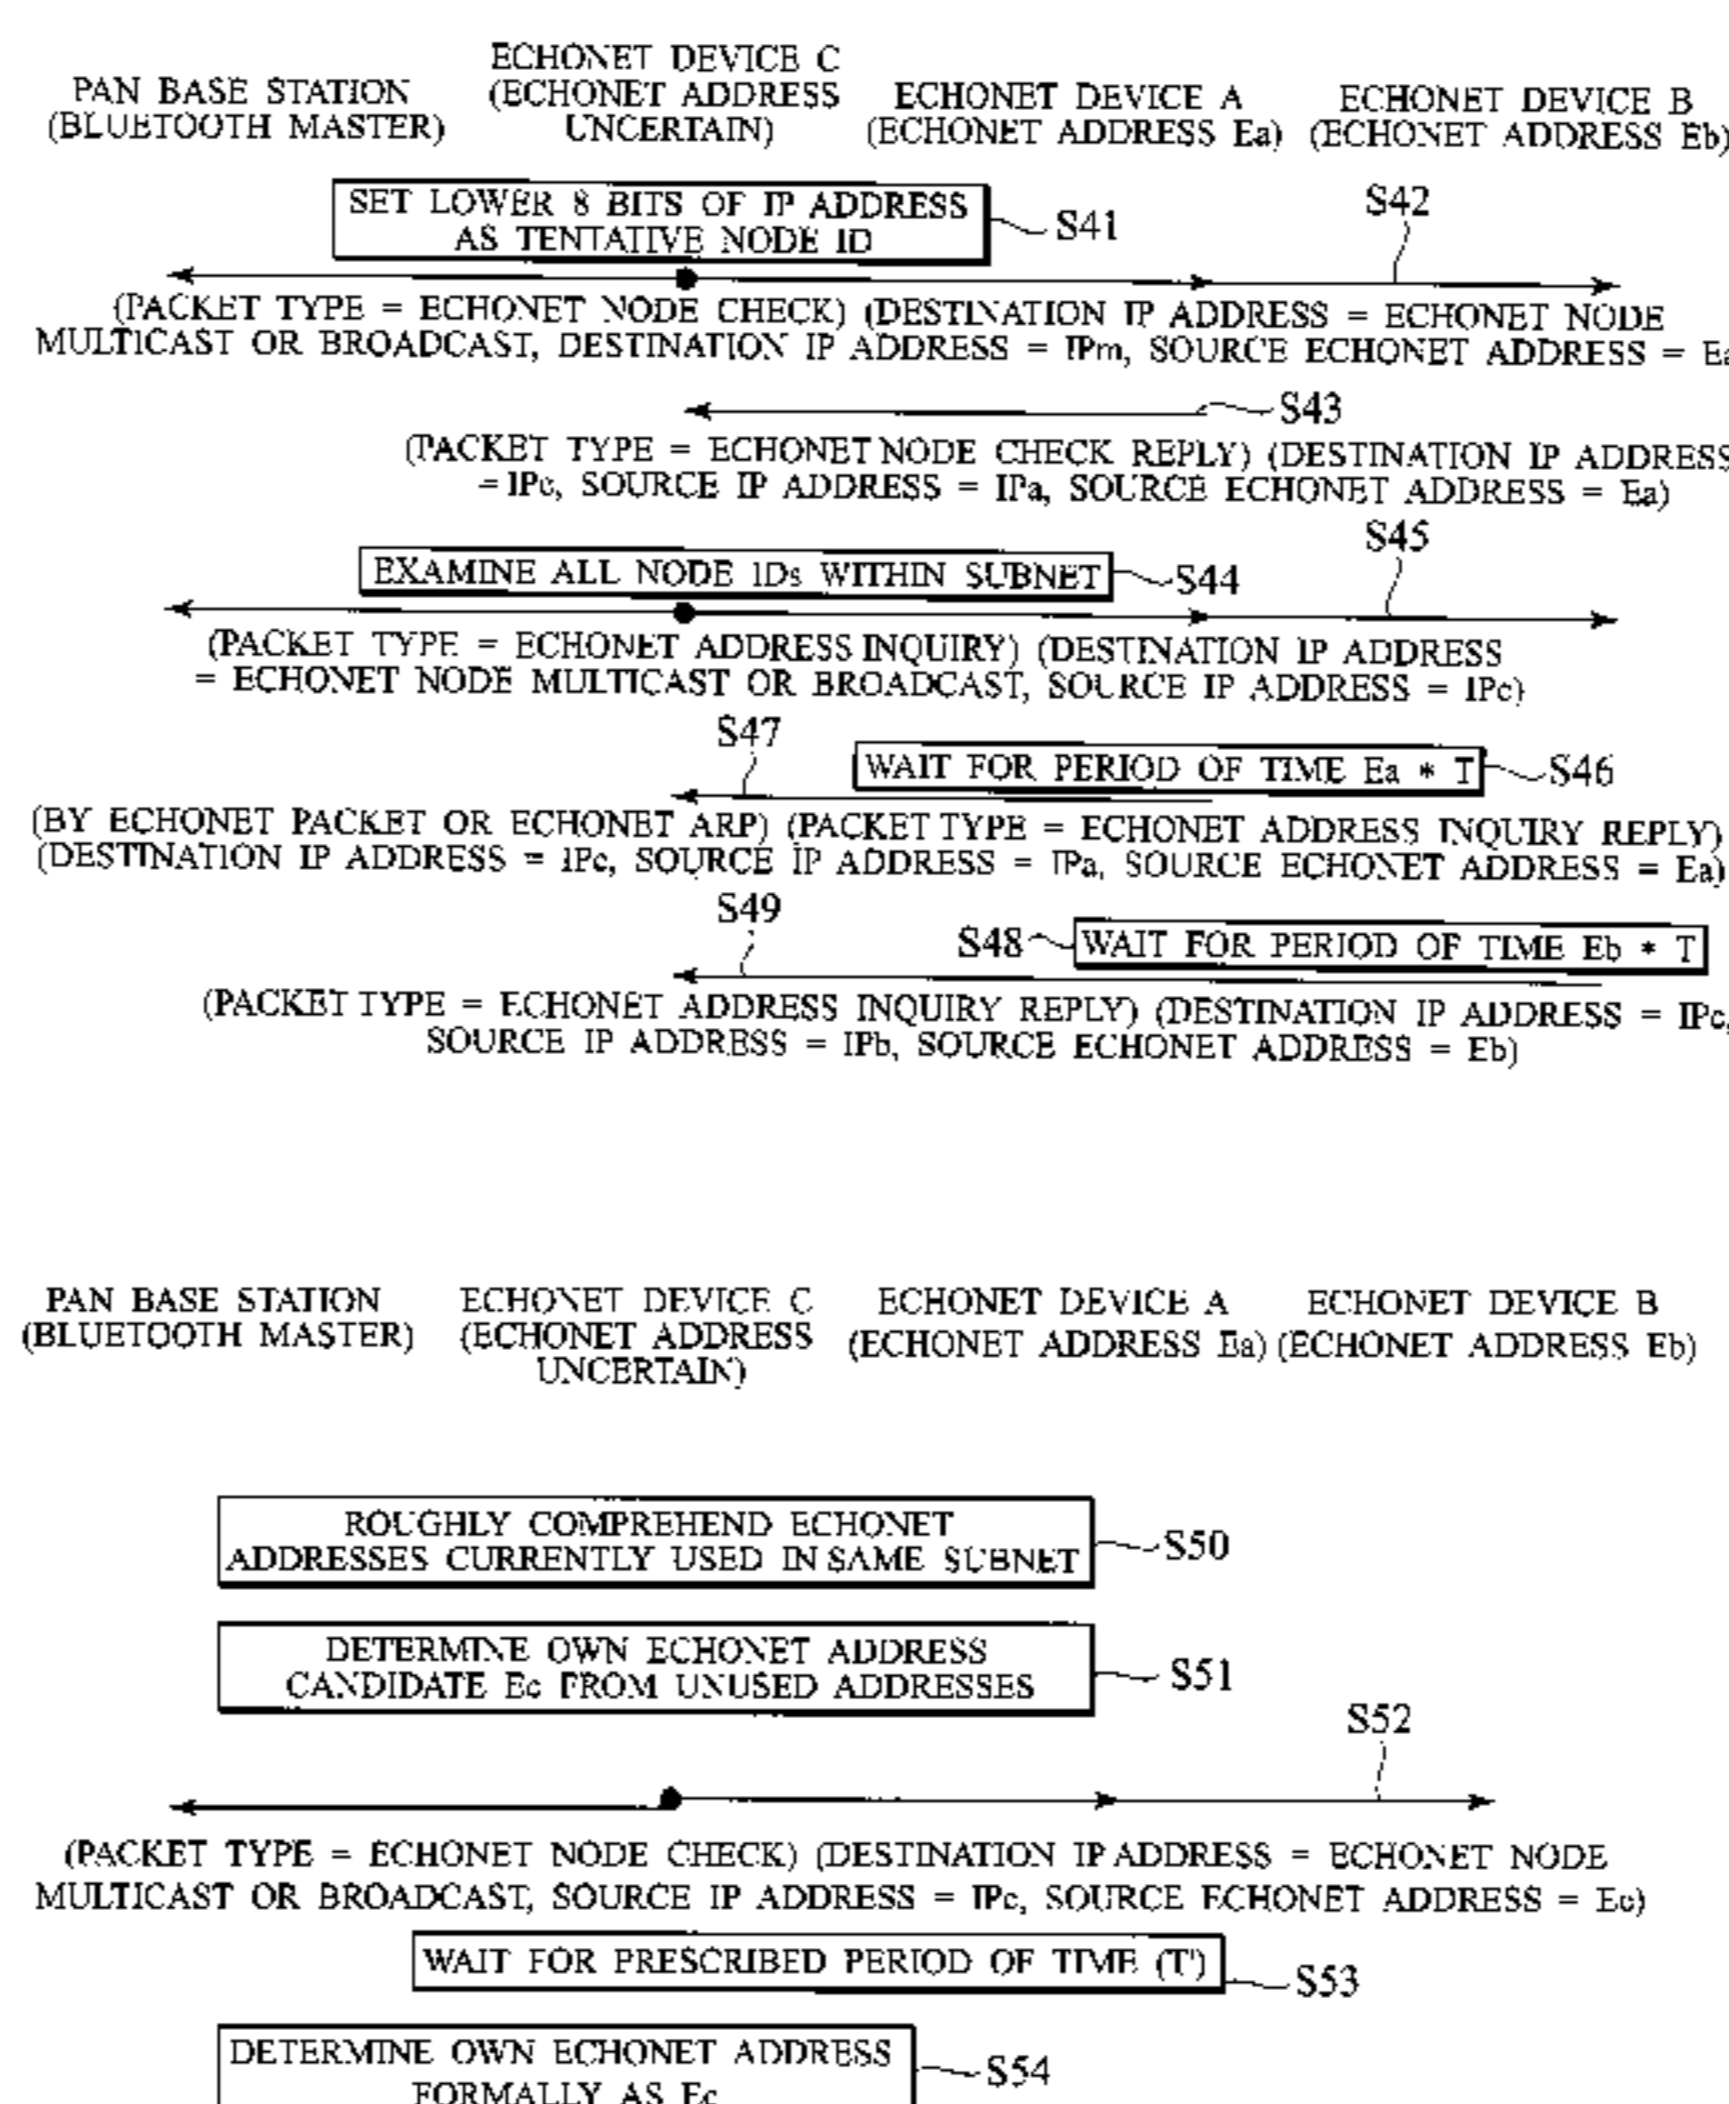 PAN BASE STATION
(BLUETOOTH MASTER)
ECHONET DEVICE C
(ECHONET ADDRESS
UNCERTAIN)
ECHONET DEVICE A
(ECHONET ADDRESS Ea)
ECHONET DEVICE B
(ECHONET ADDRESS Eb)
SET LOWER 8 BITS OF IP ADDRESS
AS TENTATIVE NODE ID
S41
S42
(PACKET TYPE = ECHONET NODE CHECK) (DESTINATION IP ADDRESS = ECHONET NODE
MULTICAST OR BROADCAST, DESTINATION IP ADDRESS = IPm, SOURCE ECHONET ADDRESS = Ea
S43
(PACKET TYPE = ECHONET NODE CHECK REPLY) (DESTINATION IP ADDRESS
= IPc, SOURCE IP ADDRESS = IPa, SOURCE ECHONET ADDRESS = Ea)
S45
EXAMINE ALL NODE IDs WITHIN SUBNET
S44
(PACKET TYPE = ECHONET ADDRESS INQUIRY) (DESTINATION IP ADDRESS
= ECHONET NODE MULTICAST OR BROADCAST, SOURCE IP ADDRESS = IPc)
S47
WAIT FOR PERIOD OF TIME Ea * T
S46
(BY ECHONET PACKET OR ECHONET ARP) (PACKET TYPE = ECHONET ADDRESS INQUIRY REPLY)
(DESTINATION IP ADDRESS = IPc, SOURCE IP ADDRESS = IPa, SOURCE ECHONET ADDRESS = Ea)
S49
S48
WAIT FOR PERIOD OF TIME Eb * T
(PACKET TYPE = ECHONET ADDRESS INQUIRY REPLY) (DESTINATION IP ADDRESS = IPc,
SOURCE IP ADDRESS = IPb, SOURCE ECHONET ADDRESS = Eb)
PAN BASE STATION
(BLUETOOTH MASTER)
ECHONET DEVICE C
(ECHONET ADDRESS
UNCERTAIN)
ECHONET DEVICE A
(ECHONET ADDRESS Ea)
ECHONET DEVICE B
(ECHONET ADDRESS Eb)
ROUGHLY COMPREHEND ECHONET
ADDRESSES CURRENTLY USED IN SAME SUBNET
S50
DETERMINE OWN ECHONET ADDRESS
CANDIDATE Ec FROM UNUSED ADDRESSES
S51
S52
(PACKET TYPE = ECHONET NODE CHECK) (DESTINATION IP ADDRESS = ECHONET NODE
MULTICAST OR BROADCAST, SOURCE IP ADDRESS = IPc, SOURCE ECHONET ADDRESS = Ec)
WAIT FOR PRESCRIBED PERIOD OF TIME (T')
S53
DETERMINE OWN ECHONET ADDRESS
FORMALLY AS Ec
S54